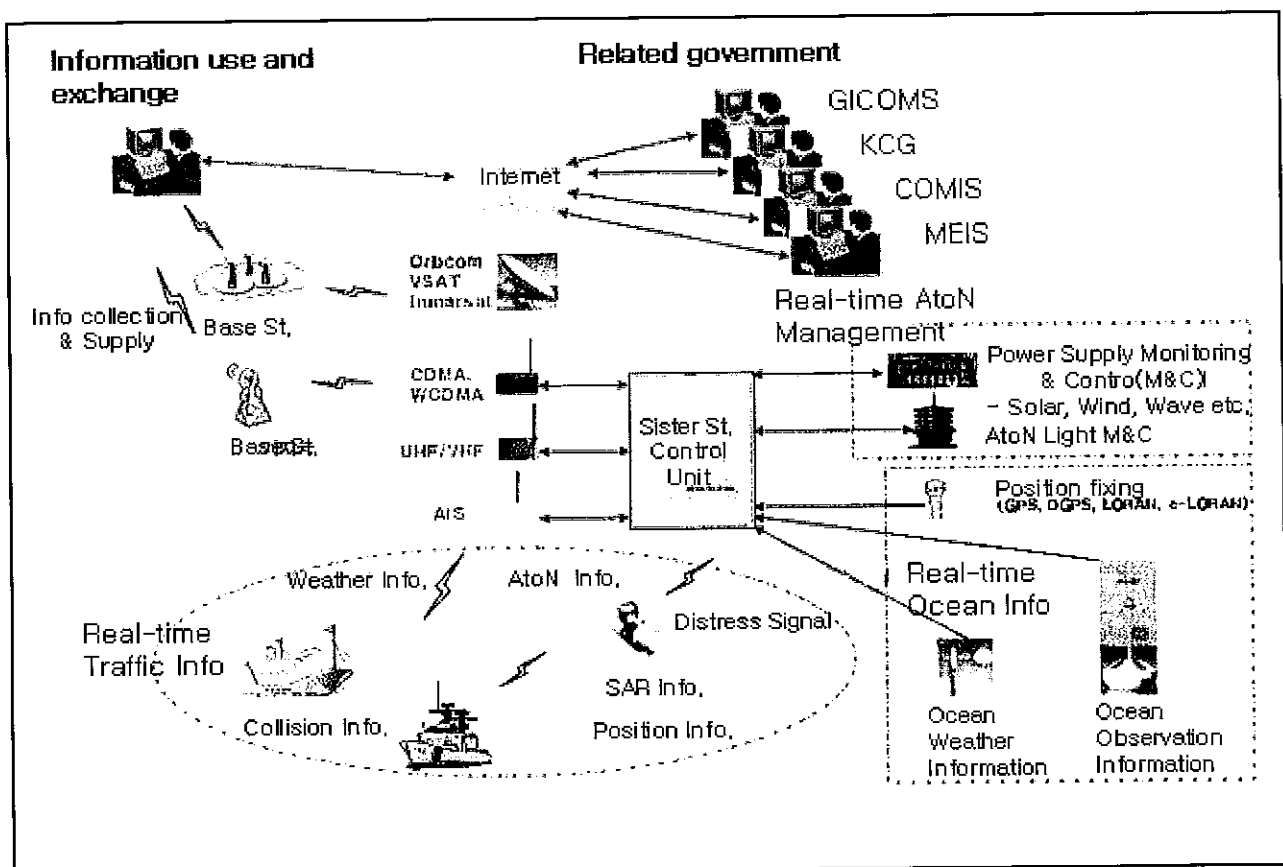 Information use and
exchange
Related government
GICOMS
KCG
COMIS
MEIS
Internet
Orbcom
VSAT
Inmarsat
Info collection
& Supply
Base St,
Real-time AtoN
Management
CDMA,
WCDMA
Base St,
UHF/VHF
AIS
Sister St,
Control
Unit
Power Supply Monitoring
& Control(M&C)
- Solar, Wind, Wave etc,
AtoN Light M&C
Position fixing
(GPS, DGPS, LORAN, e-LORAN)
Weather Info,
AtoN Info,
Real-time
Traffic Info
Distress Signal
SAR Info,
Collision Info,
Position Info,
Real-time
Ocean Info
Ocean
Weather
Information
Ocean
Observation
Information